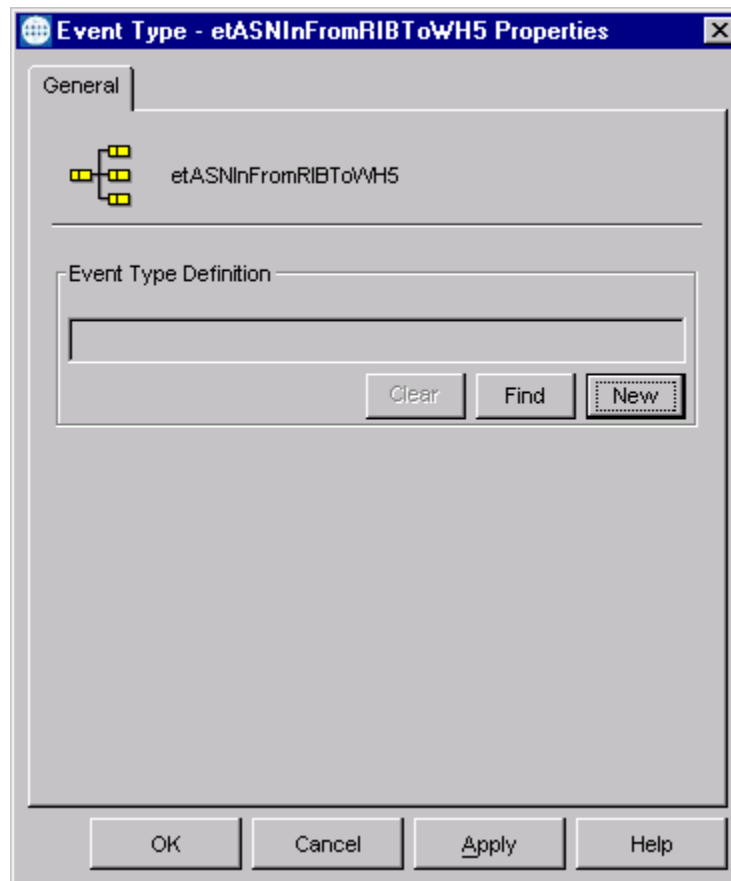 Event Type - etASNInFromRIBToWH5 Properties
General
etASNInFromRIBToWH5
Event Type Definition
Clear Find New
OK Cancel Apply Help